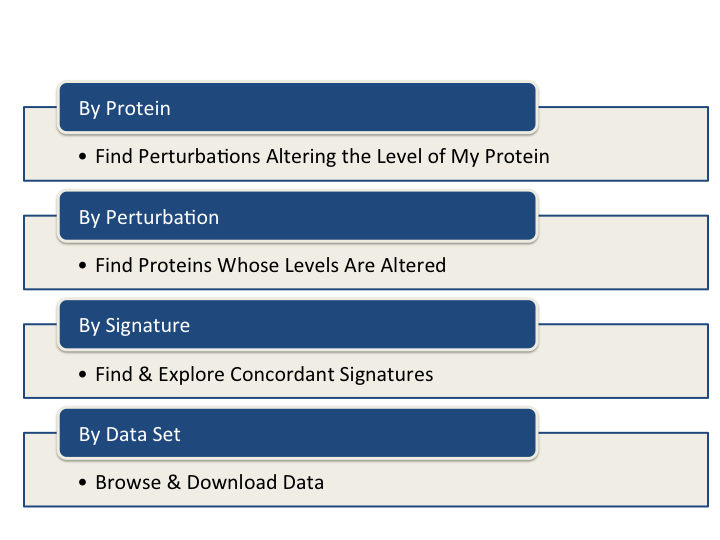 By Protein
• Find Perturbations Altering the Level of My Protein
By Perturbation
• Find Proteins Whose Levels Are Altered
By Signature
• Find & Explore Concordant Signatures
By Data Set
• Browse & Download Data